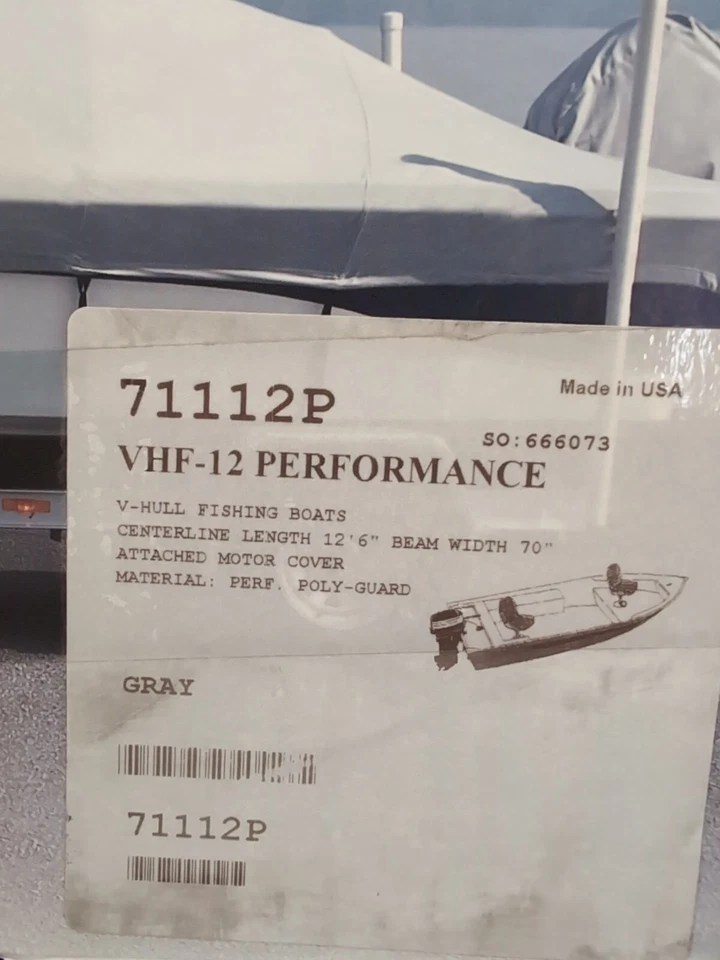 71112P
Made in USA
SO:666073
VHF-12 PERFORMANCE
V-HULL FISHING BOATS
CENTERLINE LENGTH 12'6" BEAM WIDTH 70"
ATTACHED MOTOR COVER
MATERIAL: PERF. POLY-GUARD
GRAY
71112P